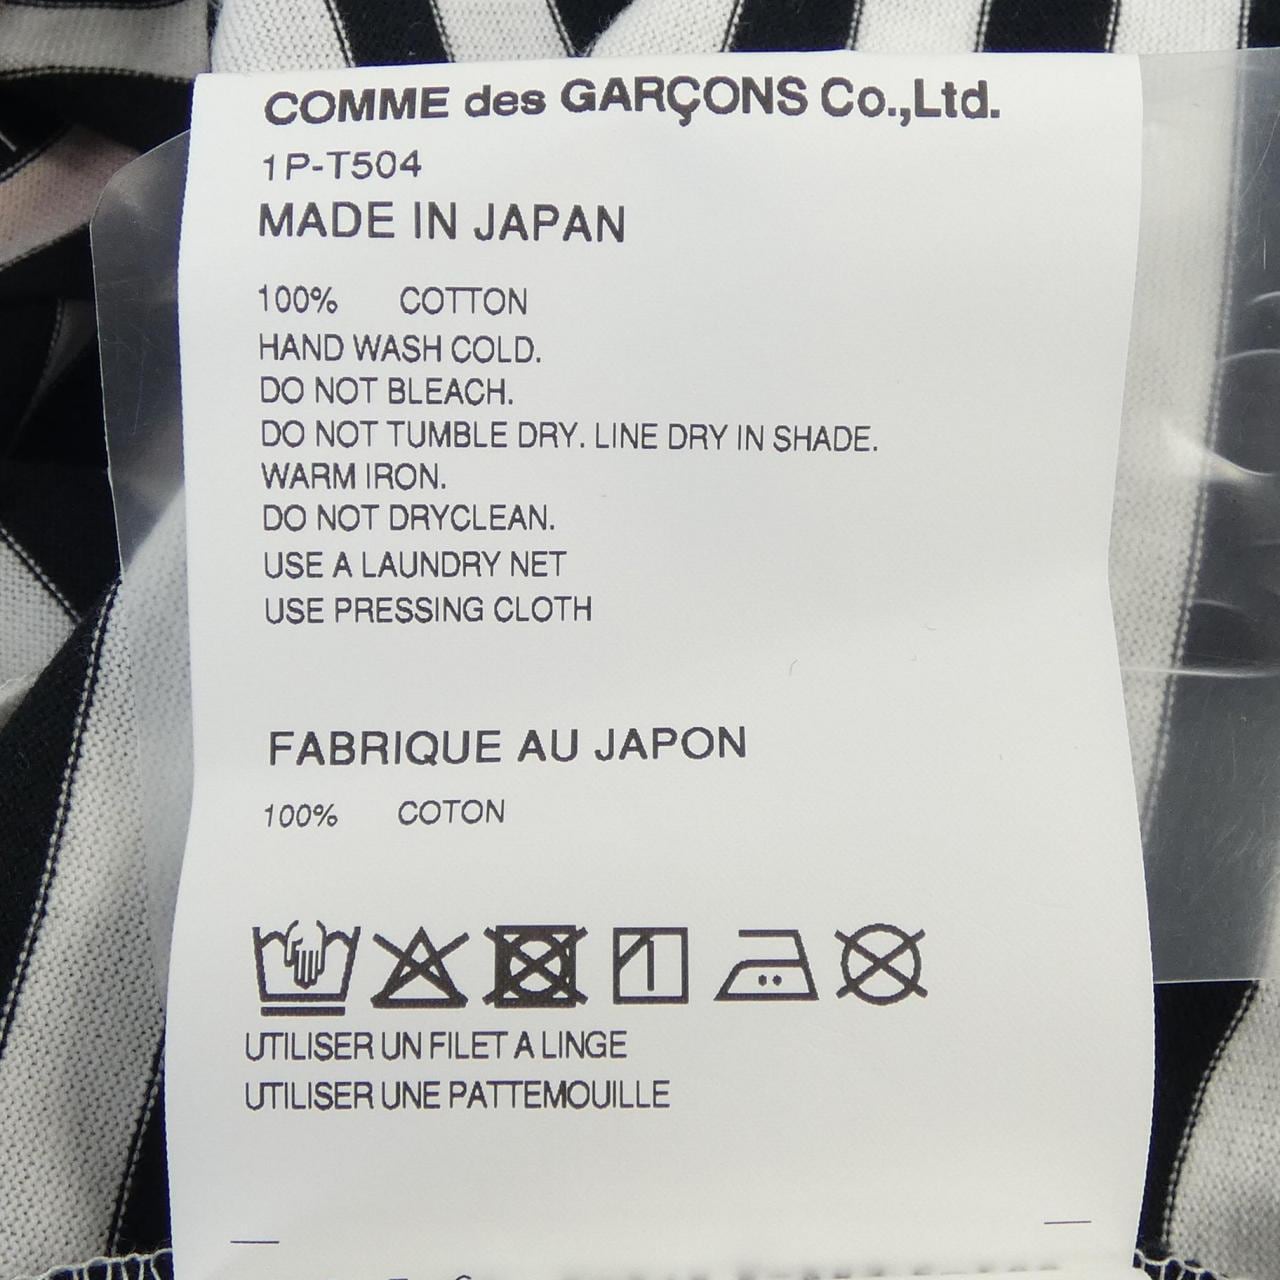 COMME des GARÇONS Co.,Ltd.
1P-T504
MADE IN JAPAN
100% COTTON
HAND WASH COLD.
DO NOT BLEACH.
DO NOT TUMBLE DRY. LINE DRY IN SHADE.
WARM IRON.
DO NOT DRYCLEAN.
USE A LAUNDRY NET
USE PRESSING CLOTH
FABRIQUE AU JAPON
100% COTON
1
UTILISER UN FILET A LINGE
UTILISER UNE PATTEMOUILLE